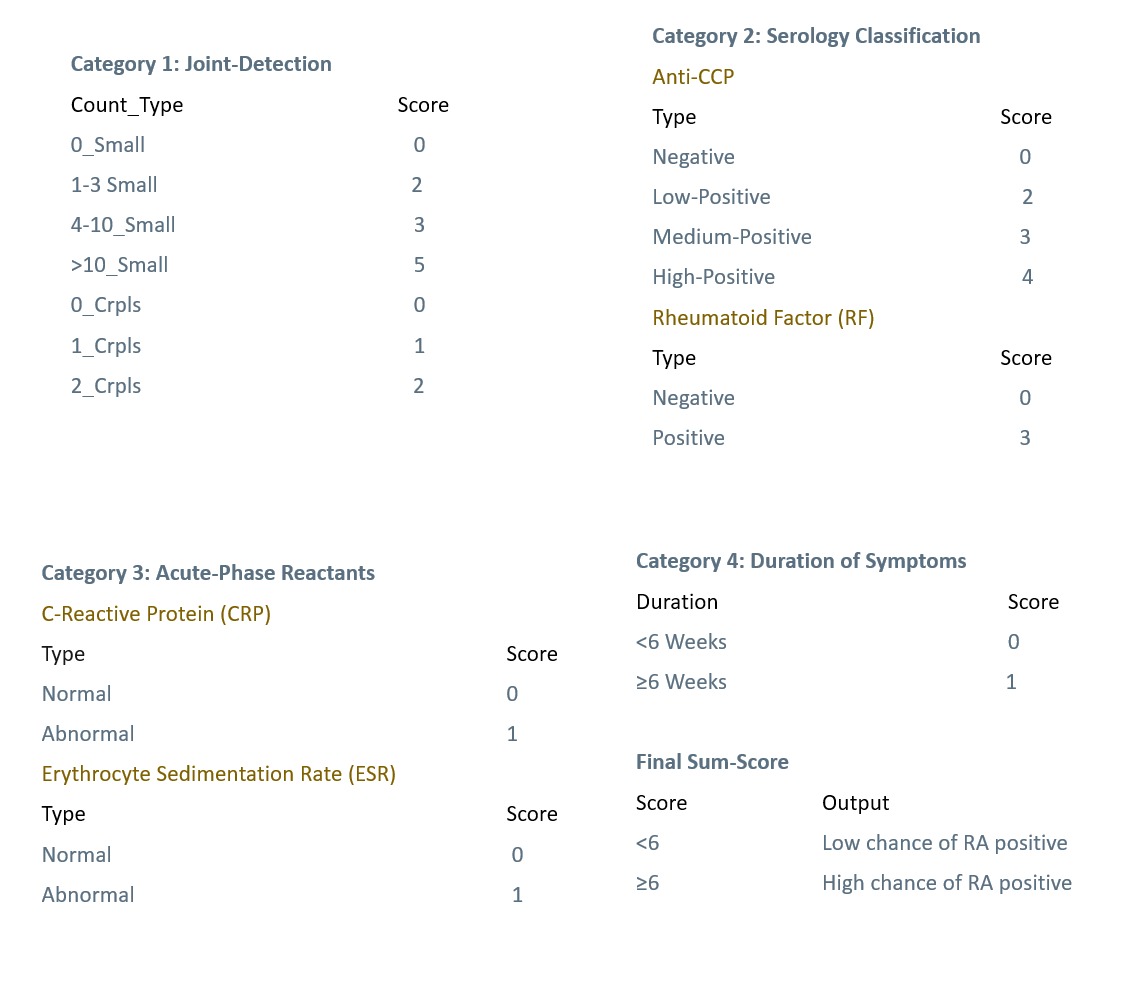 Category 1: Joint-Detection
Count_Type Score
0_Small 0
1-3 Small 2
4-10_Small 3
>10_Small 5
0_Crpls 0
1_Crpls 1
2_Crpls 2
Category 2: Serology Classification
Anti-CCP
Type Score
Negative 0
Low-Positive 2
Medium-Positive 3
High-Positive 4
Rheumatoid Factor (RF)
Type Score
Negative 0
Positive 3
Category 3: Acute-Phase Reactants
C-Reactive Protein (CRP)
Type Score
Normal 0
Abnormal 1
Erythrocyte Sedimentation Rate (ESR)
Type Score
Normal 0
Abnormal 1
Category 4: Duration of Symptoms
Duration Score
<6 Weeks 0
≥6 Weeks 1
Final Sum-Score
Score Output
<6 Low chance of RA positive
≥6 High chance of RA positive